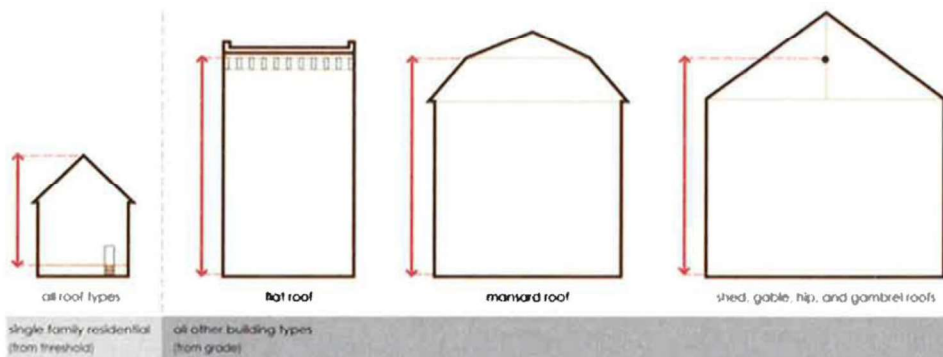 all roof types
flat roof
mansard roof
shed, gable, hip, and gambrel roofs
single family residential
(from threshold)
all other building types
(from grade)